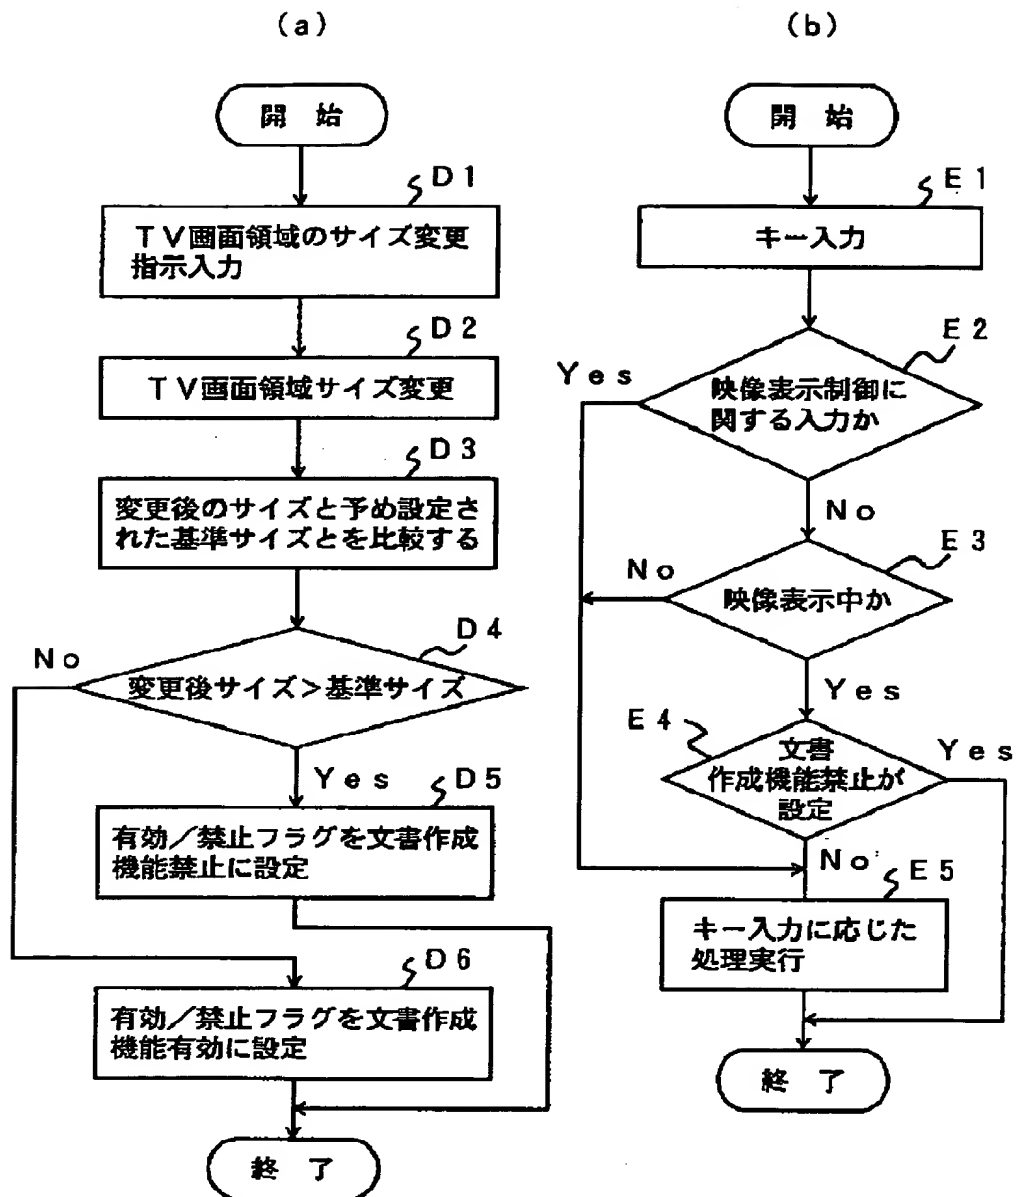 (a)
開 始
D1
TV画面領域のサイズ変更
指示入力
D2
TV画面領域サイズ変更
D3
変更後のサイズと予め設定さ
れた基準サイズとを比較する
D4
No
変更後サイズ>基準サイズ
Yes
D5
有効/禁止フラグを文書作成
機能禁止に設定
D6
有効/禁止フラグを文書作成
機能有効に設定
終 了
(b)
開 始
E1
キー入力
E2
Yes
映像表示制御に
関する入力か
No
E3
No
映像表示中か
Yes
E4
文書
作成機能禁止が
設定
Yes
No
E5
キー入力に応じた
処理実行
終 了